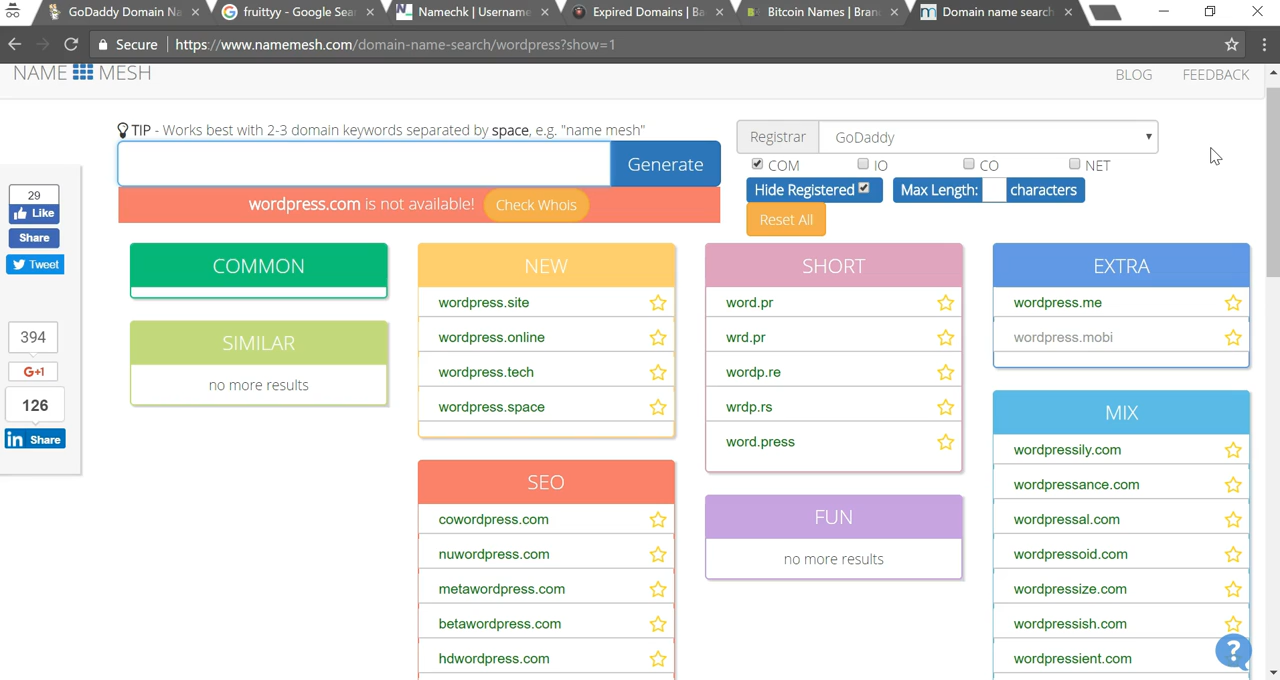 GoDaddy Domain Na
fruittyy - Google Sear
Namechk | Username
Expired Domains | Ba
Bitcoin Names | Bran
Domain name search
Secure
https://www.namemesh.com/domain-name-search/wordpress?show=1
NAME MESH
BLOG
FEEDBACK
TIP - Works best with 2-3 domain keywords separated by space, e.g. "name mesh"
Generate
wordpress.com is not available!
Check Whois
Registrar
GoDaddy
COM
IO
CO
NET
Hide Registered
Max Length:
characters
Reset All
29
Like
Share
Tweet
394
G+1
126
in Share
COMMON
SIMILAR
no more results
NEW
wordpress.site
wordpress.online
wordpress.tech
wordpress.space
SEO
cowordpress.com
nuwordpress.com
metawordpress.com
betawordpress.com
hdwordpress.com
SHORT
word.pr
wrd.pr
wordp.re
wrdp.rs
word.press
FUN
no more results
EXTRA
wordpress.me
wordpress.mobi
MIX
wordpressily.com
wordpressance.com
wordpressal.com
wordpressoid.com
wordpressize.com
wordpressish.com
wordpressient.com
?